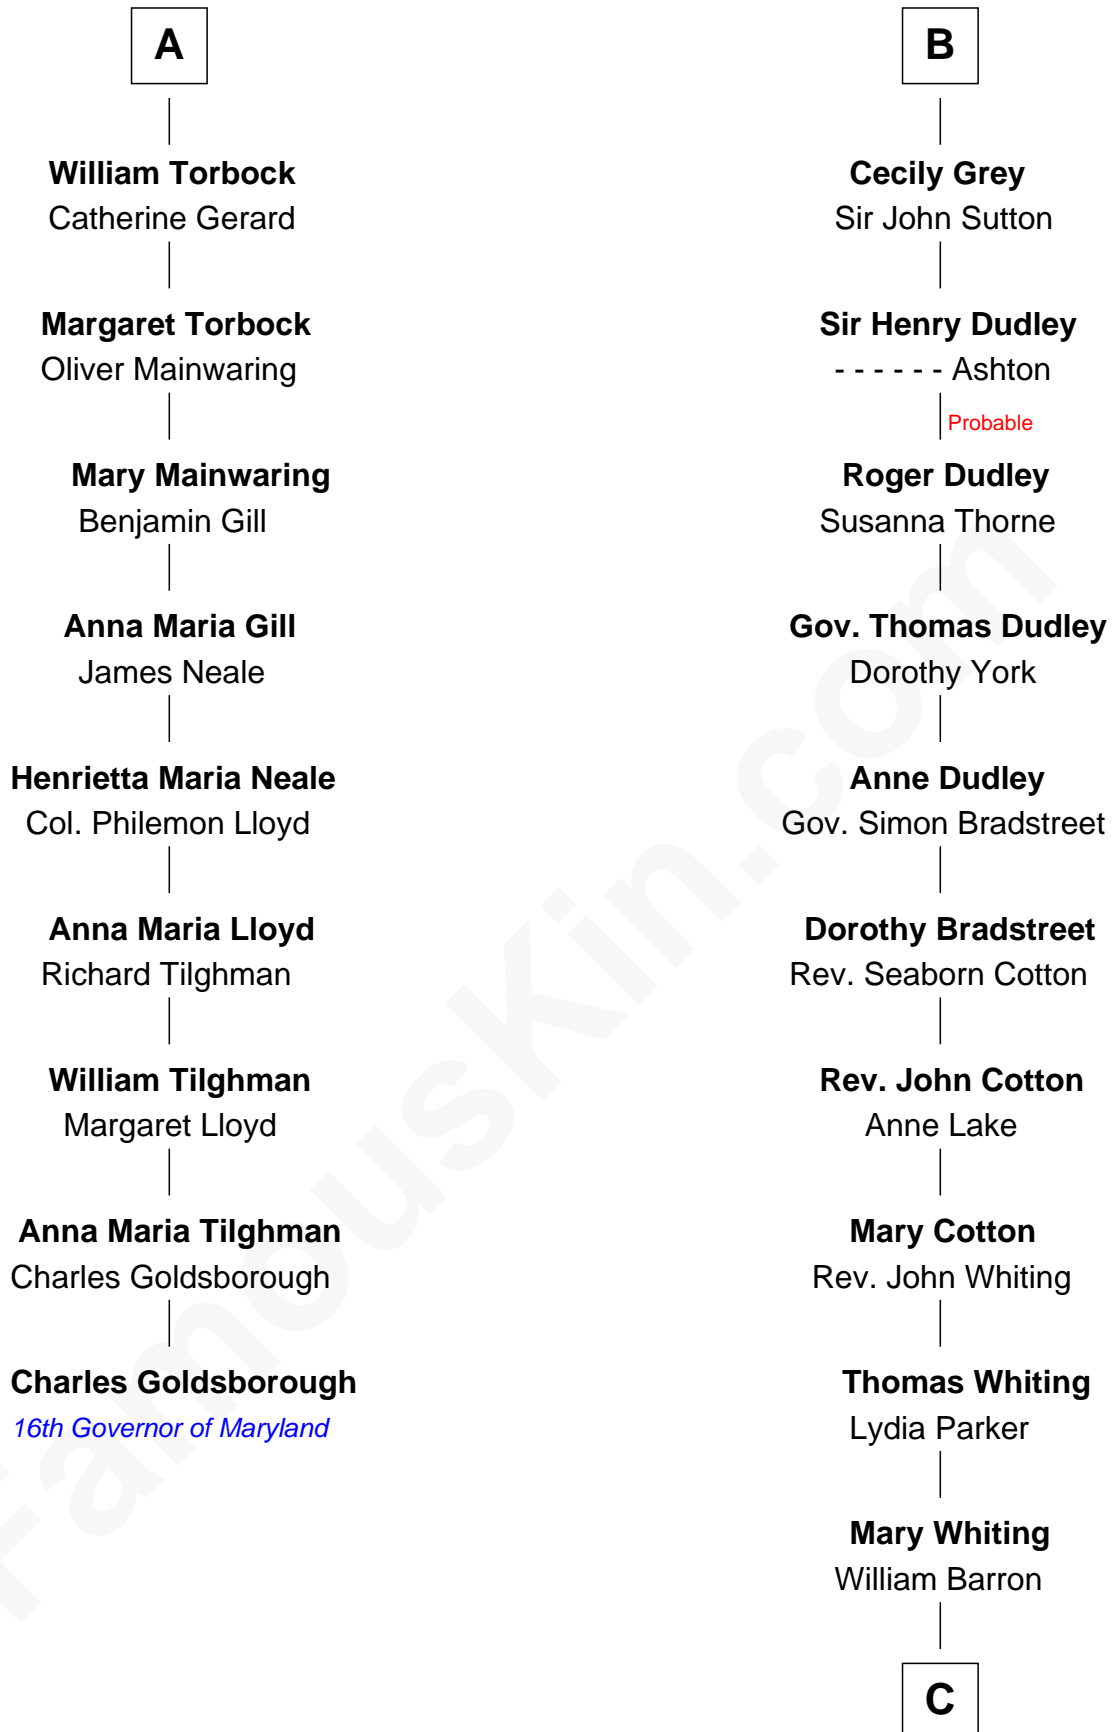 A
William Torbock
Catherine Gerard
Margaret Torbock
Oliver Mainwaring
Mary Mainwaring
Benjamin Gill
Anna Maria Gill
James Neale
Henrietta Maria Neale
Col. Philemon Lloyd
Anna Maria Lloyd
Richard Tilghman
William Tilghman
Margaret Lloyd
Anna Maria Tilghman
Charles Goldsborough
Charles Goldsborough
16th Governor of Maryland
B
Cecily Grey
Sir John Sutton
Sir Henry Dudley
- - - - - - Ashton
Probable
Roger Dudley
Susanna Thorne
Gov. Thomas Dudley
Dorothy York
Anne Dudley
Gov. Simon Bradstreet
Dorothy Bradstreet
Rev. Seaborn Cotton
Rev. John Cotton
Anne Lake
Mary Cotton
Rev. John Whiting
Thomas Whiting
Lydia Parker
Mary Whiting
William Barron
C
FamousKin.com